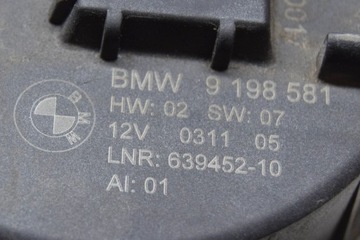 BMW 9 198 581
HW: 02 SW: 07
12V 0311 05
LNR: 639452-10
AI: 01